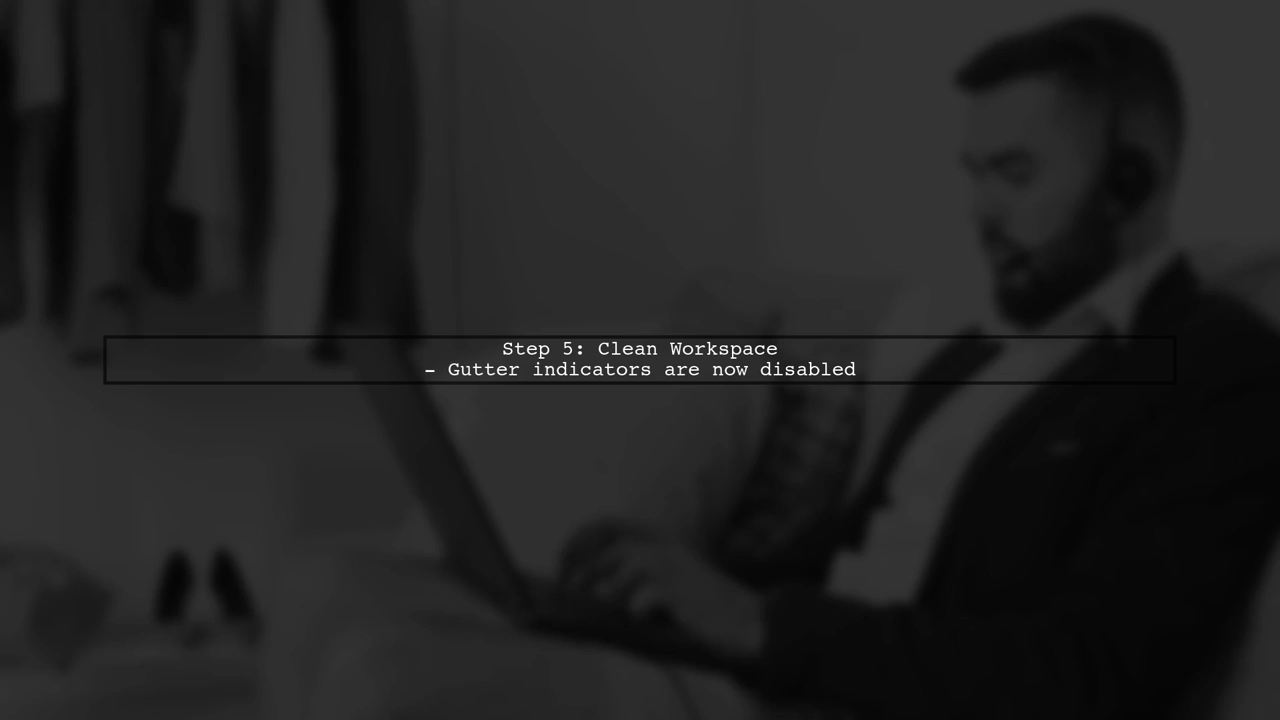 Step 5: Clean Workspace
- Gutter indicators are now disabled